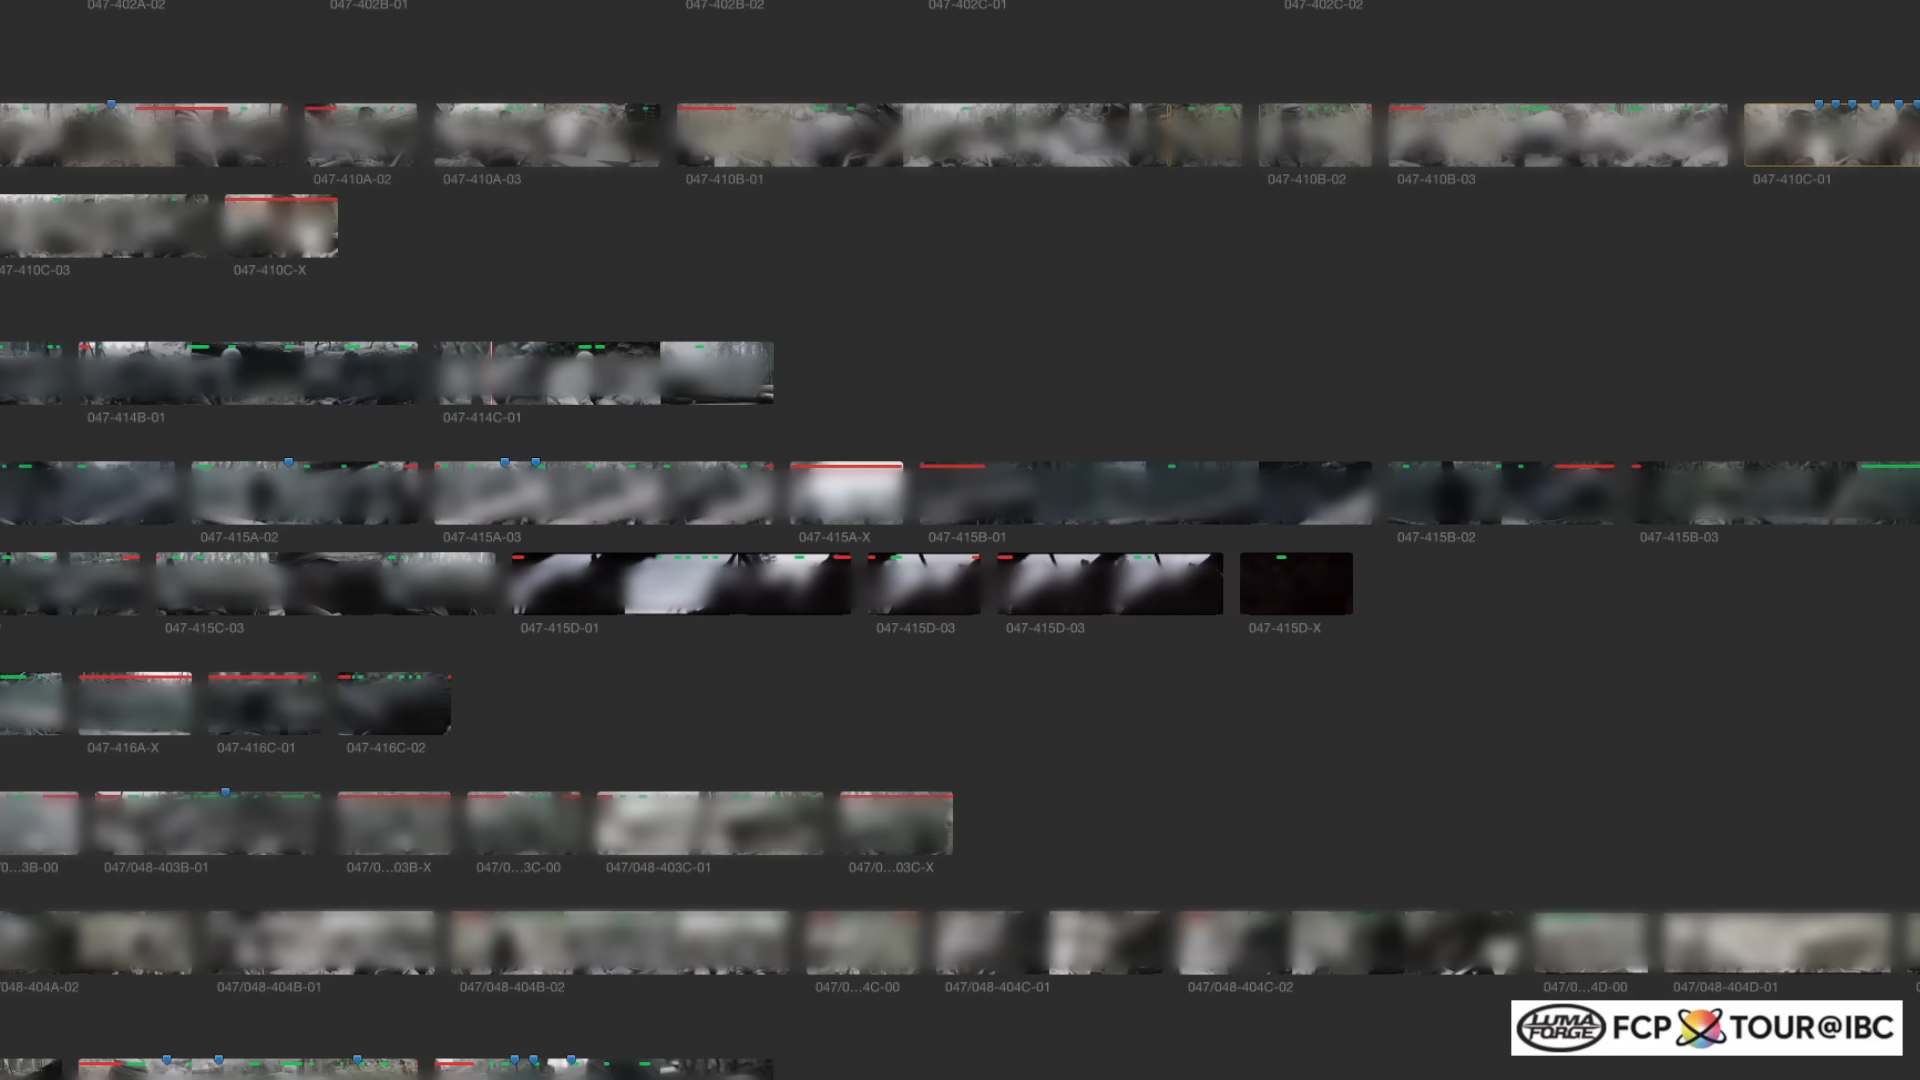 047-402A-02 047-402B-01 047-402B-02 047-402C-01 047-402C-02
047-410A-02 047-410A-03 047-410B-01 047-410B-02 047-410B-03 047-410C-01
47-410C-03 047-410C-X
047-414B-01 047-414C-01
047-415A-02 047-415A-03 047-415A-X 047-415B-01 047-415B-02 047-415B-03
047-415C-03 047-415D-01 047-415D-03 047-415D-03 047-415D-X
047-416A-X 047-416C-01 047-416C-02
/0...3B-00 047/048-403B-01 047/0...03B-X 047/0...3C-00 047/048-403C-01 047/0...03C-X
/048-404A-02 047/048-404B-01 047/048-404B-02 047/0...4C-00 047/048-404C-01 047/048-404C-02 047/0...4D-00 047/048-404D-01
LUMA FORGE FCP X TOUR@IBC